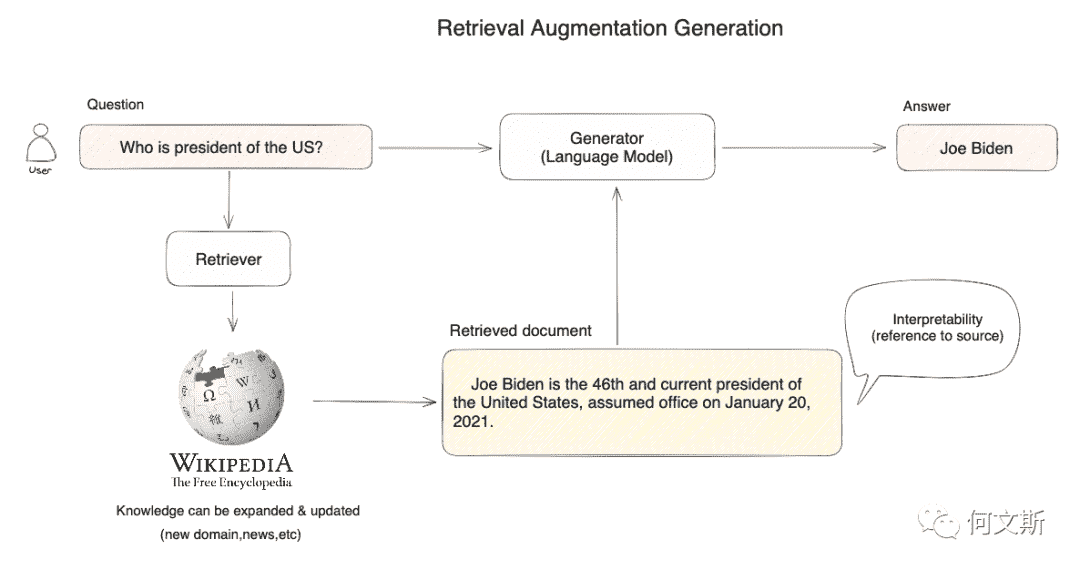 Retrieval Augmentation Generation
Question
Answer
User
Who is president of the US?
Generator
(Language Model)
Joe Biden
Retriever
Retrieved document
Interpretability
(reference to source)
Joe Biden is the 46th and current president of
the United States, assumed office on January 20,
2021.
Ω
W
И
維
WIKIPEDIA
The Free Encyclopedia
Knowledge can be expanded & updated
(new domain,news,etc)
何文斯